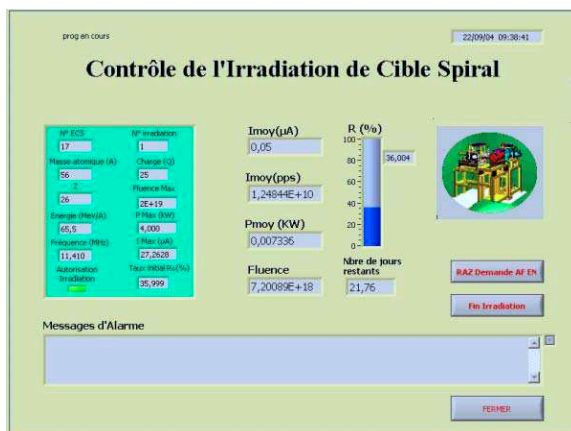 prog en cours
22/09/04 09:38:41
Contrôle de l'Irradiation de Cible Spiral
N° ECS
17
N° Irradiation
1
Masse atomique (A)
56
Charge (Q)
25
Z
26
Fluence Max
2E+19
Energie (MeV/A)
65,5
P Max (kW)
4,000
Fréquence (MHz)
11,410
I Max (µA)
27,2628
Autorisation
Irradiation
Taux initial Ro(%)
35,999
Imoy(µA)
0,05
Imoy(pps)
1,24844E+10
Pmoy (KW)
0,007336
Fluence
7,20089E+18
R (%)
100
80
60
40
20
0
36,004
Nbre de jours
restants
21,76
RAZ Demande AF EN
Fin Irradiation
Messages d'Alarme
FERMER